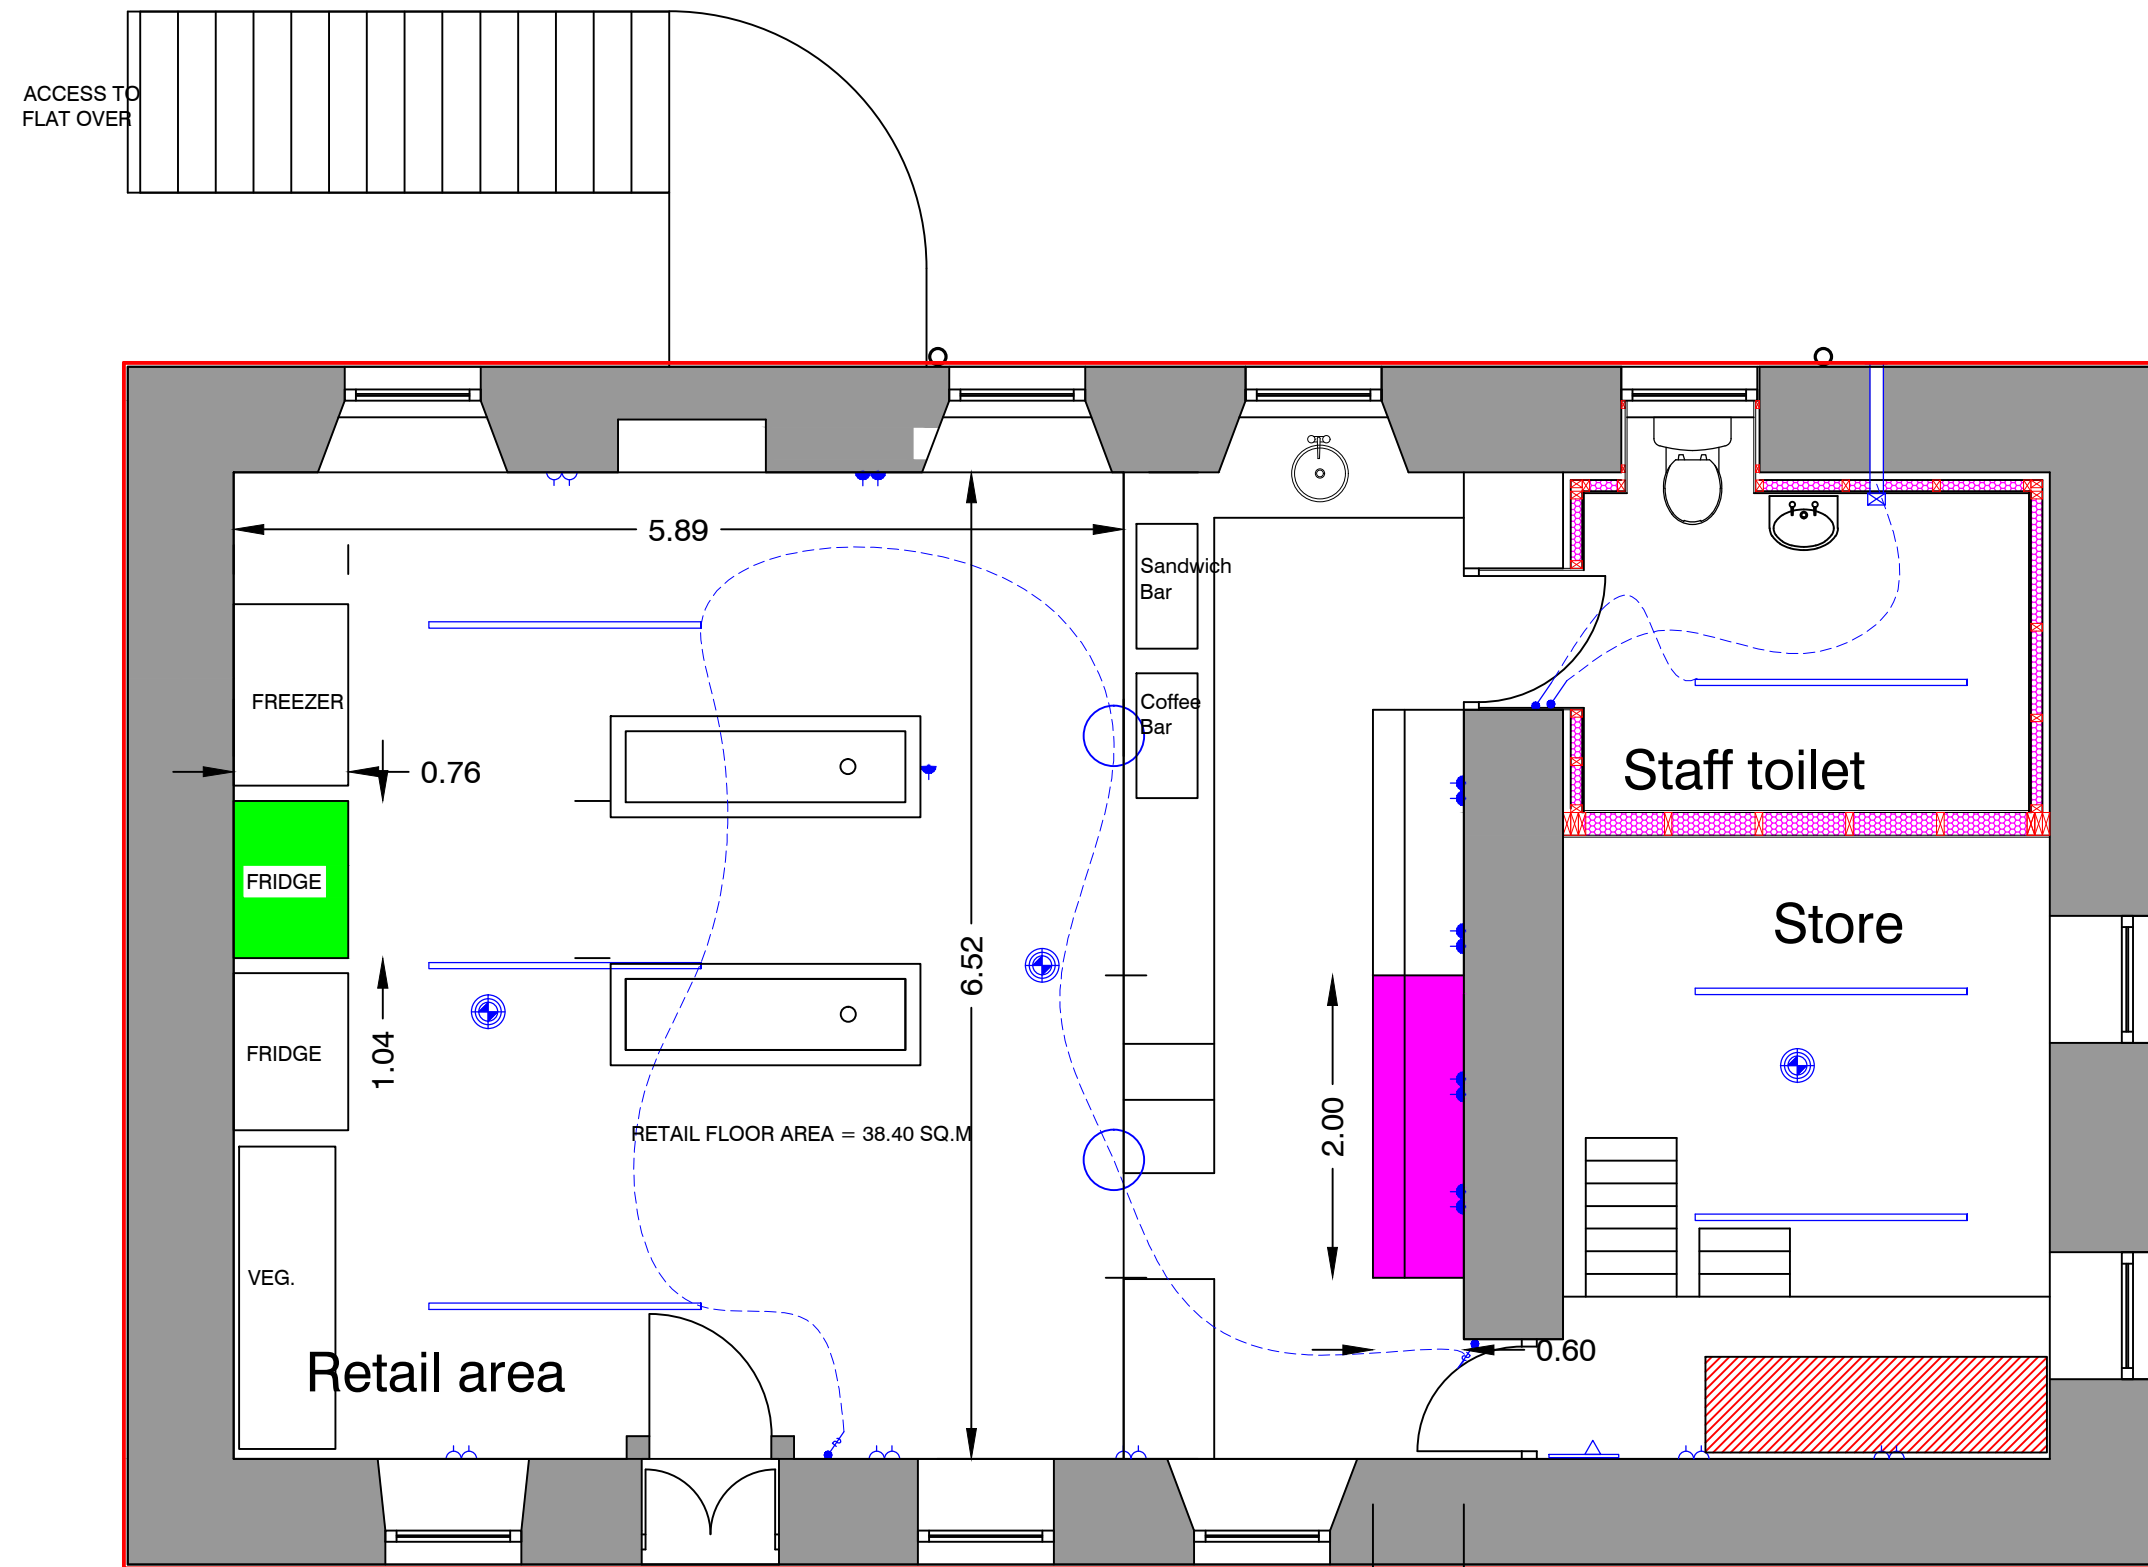 ACCESS TO
FLAT OVER
5.89
Sandwich
Bar
FREEZER
Coffee
Bar
0.76
Staff toilet
FRIDGE
Store
6.52
FRIDGE
1.04
RETAIL FLOOR AREA = 38.40 SQ.M
2.00
VEG.
Retail area
0.60